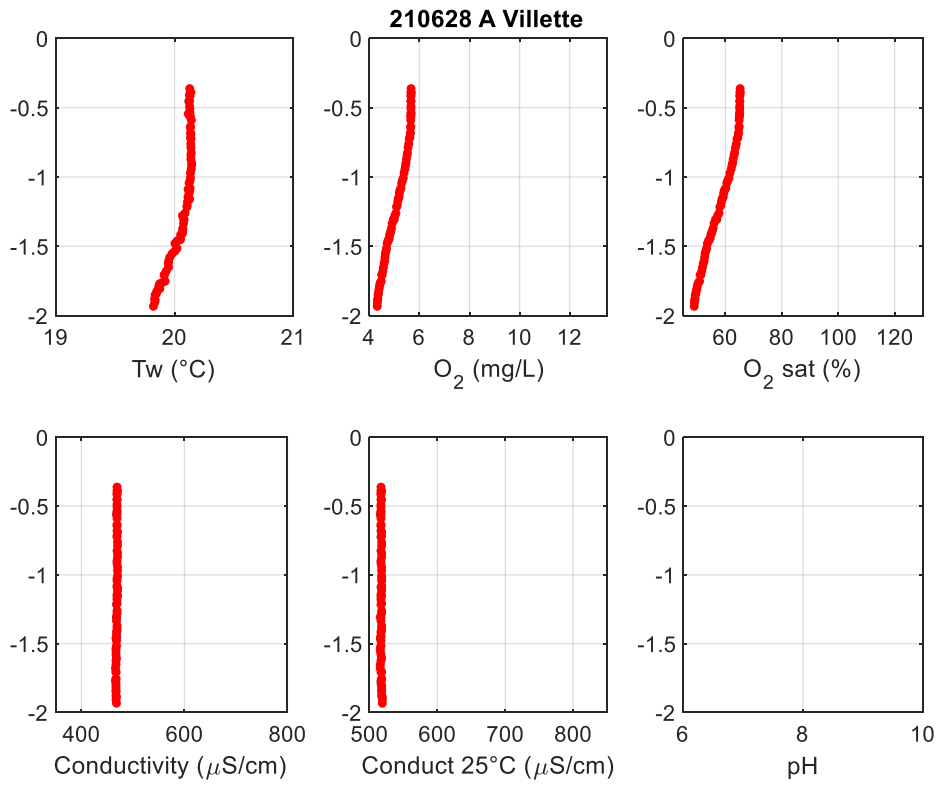 210628 A Villette
0
-0.5
-1
-1.5
-2
19 20 21
Tw (°C)
0
-0.5
-1
-1.5
-2
4 6 8 10 12
O2 (mg/L)
0
-0.5
-1
-1.5
-2
60 80 100 120
O2 sat (%)
0
-0.5
-1
-1.5
-2
400 600 800
Conductivity (μS/cm)
0
-0.5
-1
-1.5
-2
500 600 700 800
Conduct 25°C (μS/cm)
0
-0.5
-1
-1.5
-2
6 8 10
pH